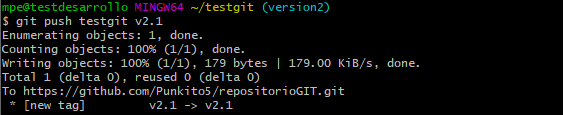 mpe@testdesarrollo MINGW64 ~/testgit (version2)
$ git push testgit v2.1
Enumerating objects: 1, done.
Counting objects: 100% (1/1), done.
Writing objects: 100% (1/1), 179 bytes | 179.00 KiB/s, done.
Total 1 (delta 0), reused 0 (delta 0)
To https://github.com/Punkito5/repositorioGIT.git
 * [new tag]         v2.1 -> v2.1